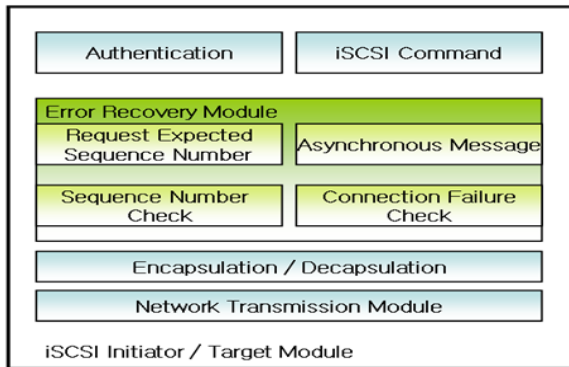 Authentication
iSCSI Command
Error Recovery Module
Request Expected
Sequence Number
Asynchronous Message
Sequence Number
Check
Connection Failure
Check
Encapsulation / Decapsulation
Network Transmission Module
iSCSI Initiator / Target Module